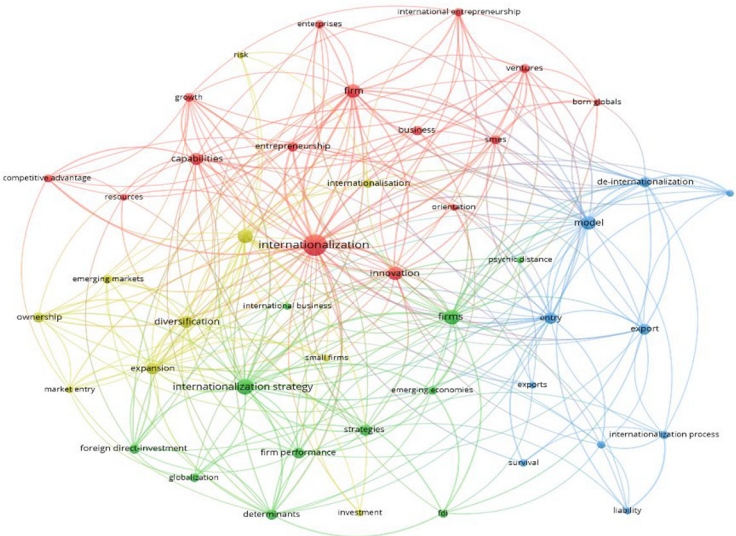 international entrepreneurship
enterprises
risk
ventures
firm
growth
born globals
business
smes
entrepreneurship
capabilities
competitive advantage
internationalisation
de-internationalization
resources
orientation
model
internationalization
psychic distance
innovation
emerging markets
international business
ownership
diversification
firms
entry
export
small firms
expansion
internationalization strategy
exports
market entry
emerging economies
strategies
internationalization process
foreign direct-investment
firm performance
survival
globalization
liability
determinants
investment
fdi